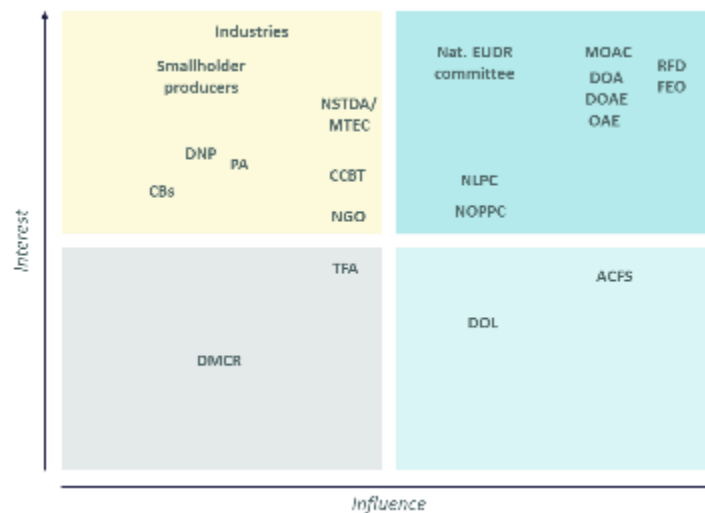 Industries
Smallholder
producers
NSTDA/
MTEC
DNP
PA
CBs
CCBT
NGO
Nat. EUDR
committee
MOAC
DOA
DOAE
OAE
RFD
FEO
NLPC
NOPPC
TFA
DMCR
ACFS
DOL
Interest
Influence